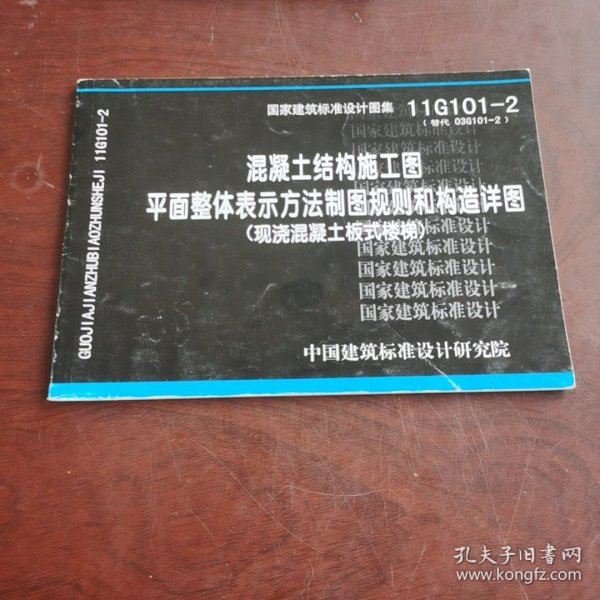 GUOJIAJIANZHUBIAOZHUNSHEJI 11G101-2
国家建筑标准设计图集 11G101-2
(替代 03G101-2)
国家建筑标准设计
混凝土结构施工图
平面整体表示方法制图规则和构造详图
(现浇混凝土板式楼梯)
国家建筑标准设计
国家建筑标准设计
国家建筑标准设计
国家建筑标准设计
中国建筑标准设计研究院
孔夫子旧书网
www.kongfz.com